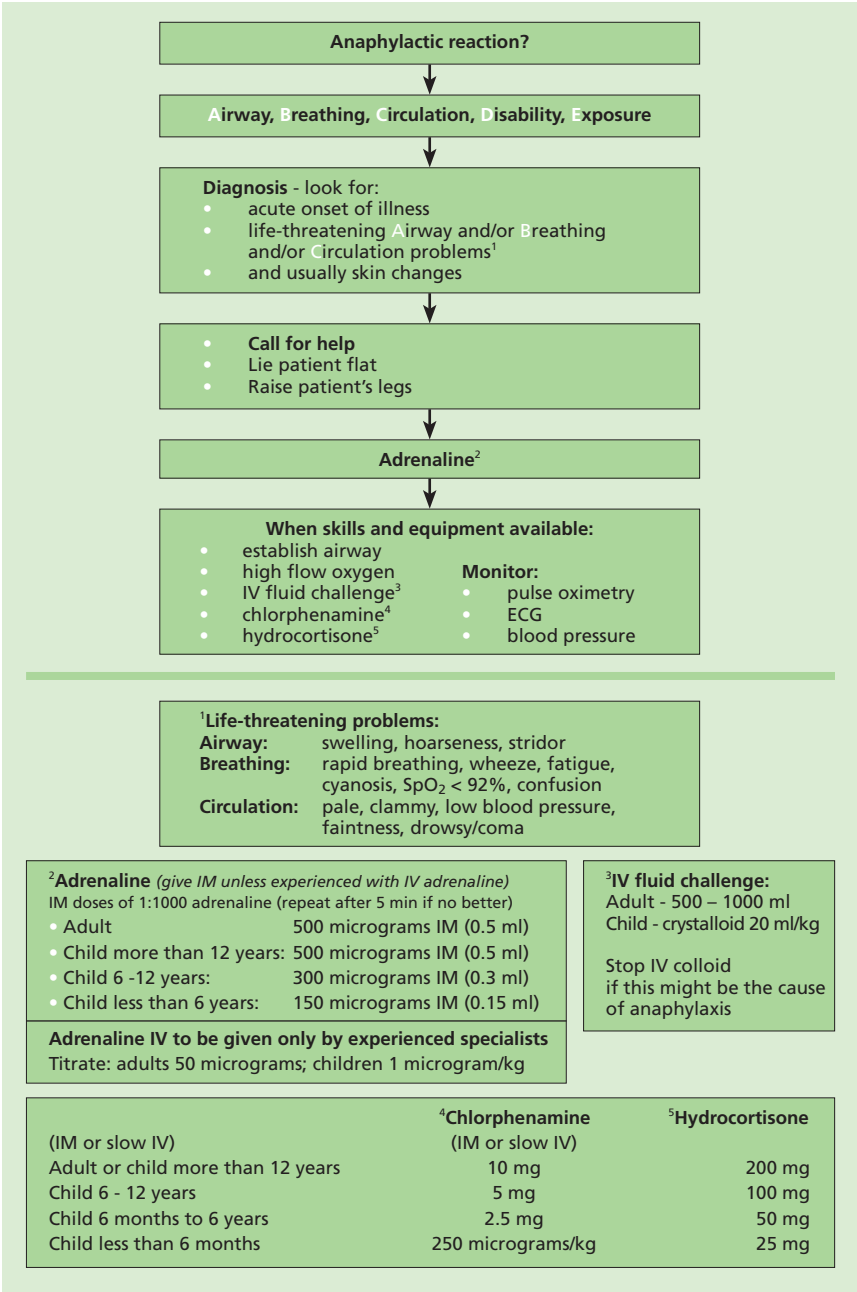 Anaphylactic reaction?
Airway, Breathing, Circulation, Disability, Exposure
Diagnosis - look for:
• acute onset of illness
• life-threatening Airway and/or Breathing
and/or Circulation problems¹
• and usually skin changes
• Call for help
• Lie patient flat
• Raise patient's legs
Adrenaline²
When skills and equipment available:
• establish airway
• high flow oxygen
• IV fluid challenge³
• chlorphenamine⁴
• hydrocortisone⁵
Monitor:
• pulse oximetry
• ECG
• blood pressure
¹Life-threatening problems:
Airway: swelling, hoarseness, stridor
Breathing: rapid breathing, wheeze, fatigue,
cyanosis, SpO₂ < 92%, confusion
Circulation: pale, clammy, low blood pressure,
faintness, drowsy/coma
²Adrenaline (give IM unless experienced with IV adrenaline)
IM doses of 1:1000 adrenaline (repeat after 5 min if no better)
• Adult 500 micrograms IM (0.5 ml)
• Child more than 12 years: 500 micrograms IM (0.5 ml)
• Child 6 -12 years: 300 micrograms IM (0.3 ml)
• Child less than 6 years: 150 micrograms IM (0.15 ml)
Adrenaline IV to be given only by experienced specialists
Titrate: adults 50 micrograms; children 1 microgram/kg
³IV fluid challenge:
Adult - 500 – 1000 ml
Child - crystalloid 20 ml/kg
Stop IV colloid
if this might be the cause
of anaphylaxis
⁴Chlorphenamine ⁵Hydrocortisone
(IM or slow IV) (IM or slow IV)
Adult or child more than 12 years 10 mg 200 mg
Child 6 - 12 years 5 mg 100 mg
Child 6 months to 6 years 2.5 mg 50 mg
Child less than 6 months 250 micrograms/kg 25 mg